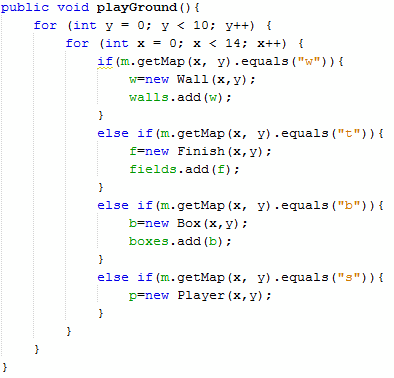 public void playGround(){
for (int y = 0; y < 10; y++) {
for (int x = 0; x < 14; x++) {
if(m.getMap(x, y).equals("w")){
w=new Wall(x,y);
walls.add(w);
}
else if(m.getMap(x, y).equals("t")){
f=new Finish(x,y);
fields.add(f);
}
else if(m.getMap(x, y).equals("b")){
b=new Box(x,y);
boxes.add(b);
}
else if(m.getMap(x, y).equals("s")){
p=new Player(x,y);
}
}
}
}